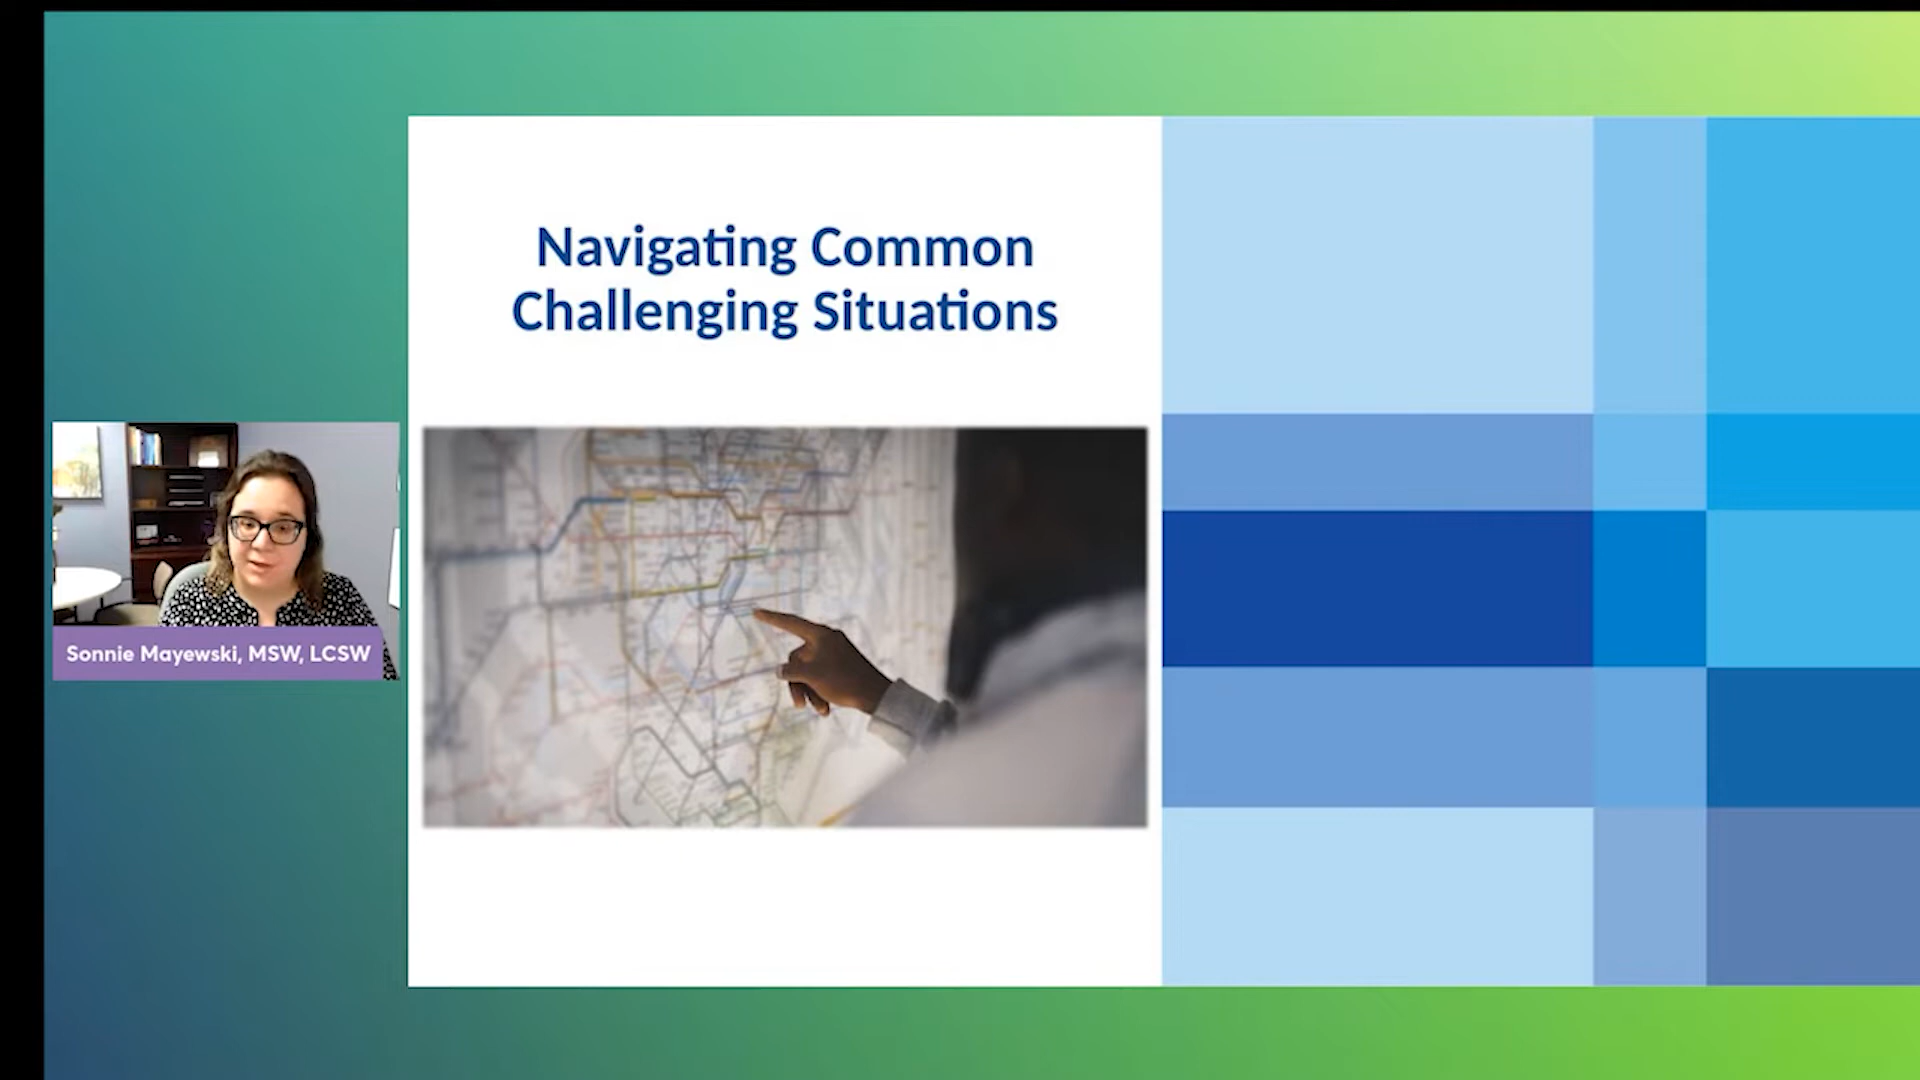 Navigating Common
Challenging Situations
Sonnie Mayewski, MSW, LCSW